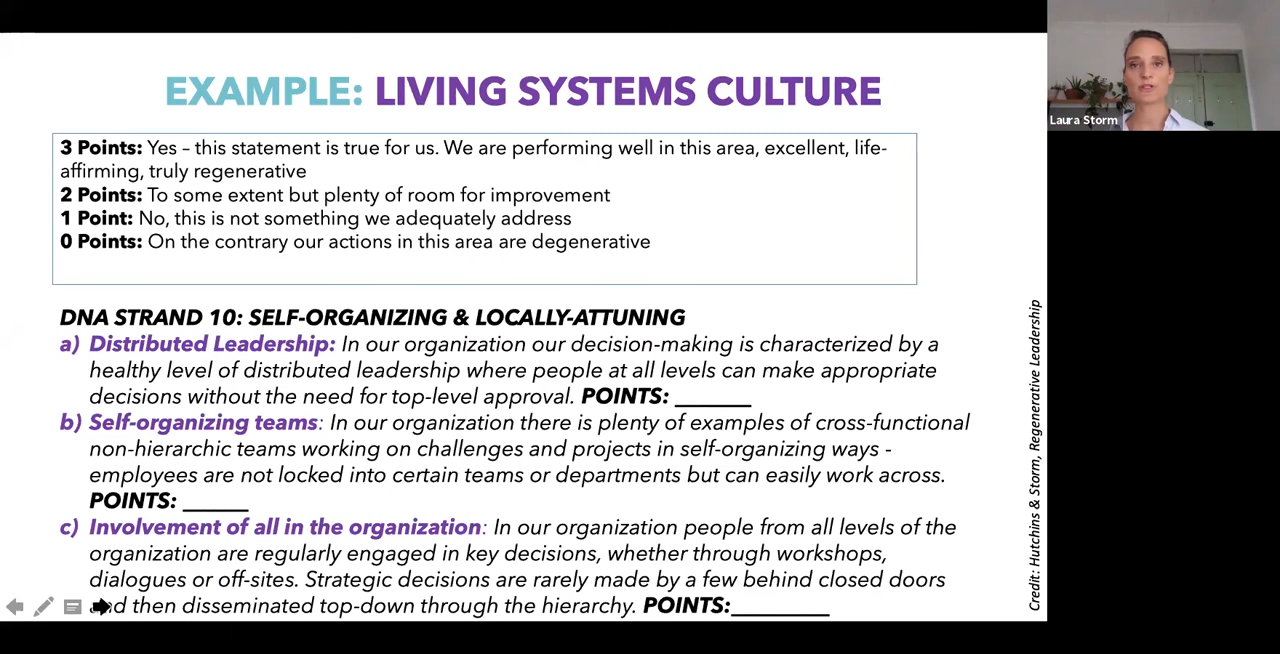 EXAMPLE: LIVING SYSTEMS CULTURE
Laura Storm
3 Points: Yes – this statement is true for us. We are performing well in this area, excellent, life-
affirming, truly regenerative
2 Points: To some extent but plenty of room for improvement
1 Point: No, this is not something we adequately address
0 Points: On the contrary our actions in this area are degenerative
DNA STRAND 10: SELF-ORGANIZING & LOCALLY-ATTUNING
a) Distributed Leadership: In our organization our decision-making is characterized by a
healthy level of distributed leadership where people at all levels can make appropriate
decisions without the need for top-level approval. POINTS: _______
b) Self-organizing teams: In our organization there is plenty of examples of cross-functional
non-hierarchic teams working on challenges and projects in self-organizing ways -
employees are not locked into certain teams or departments but can easily work across.
POINTS: ______
c) Involvement of all in the organization: In our organization people from all levels of the
organization are regularly engaged in key decisions, whether through workshops,
dialogues or off-sites. Strategic decisions are rarely made by a few behind closed doors
and then disseminated top-down through the hierarchy. POINTS:_________
Credit: Hutchins & Storm, Regenerative Leadership